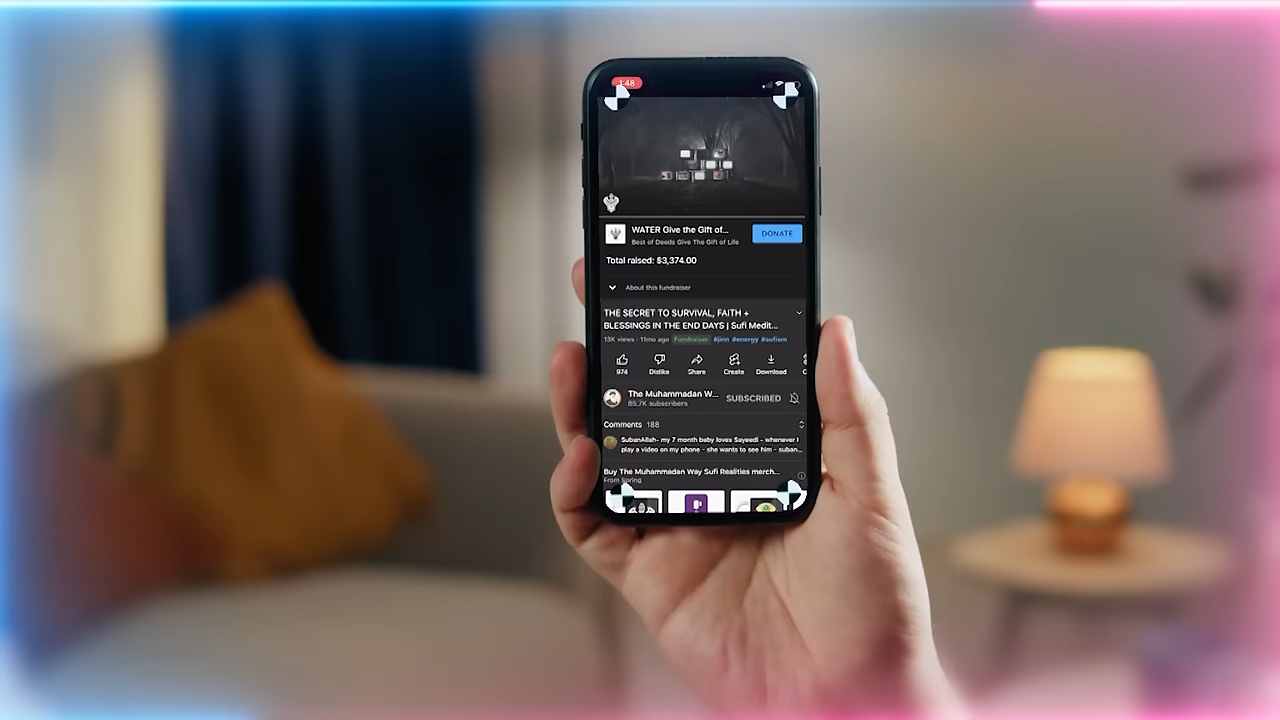 1:48
WATER Give the Gift of...
DONATE
Best of Deeds Give The Gift of Life
Total raised: $3,374.00
About this fundraiser
THE SECRET TO SURVIVAL, FAITH +
BLESSINGS IN THE END DAYS | Sufi Medit...
13K views · 11mo ago Fundraiser #jinn #energy #sufism
974 Dislike Share Create Download
The Muhammadan W...
SUBSCRIBED
85.7K subscribers
Comments 188
SubanAllah- my 7 month baby loves Sayeedi - whenever I
play a video on my phone - she wants to see him - suban...
Buy The Muhammadan Way Sufi Realities merch...
From Spring